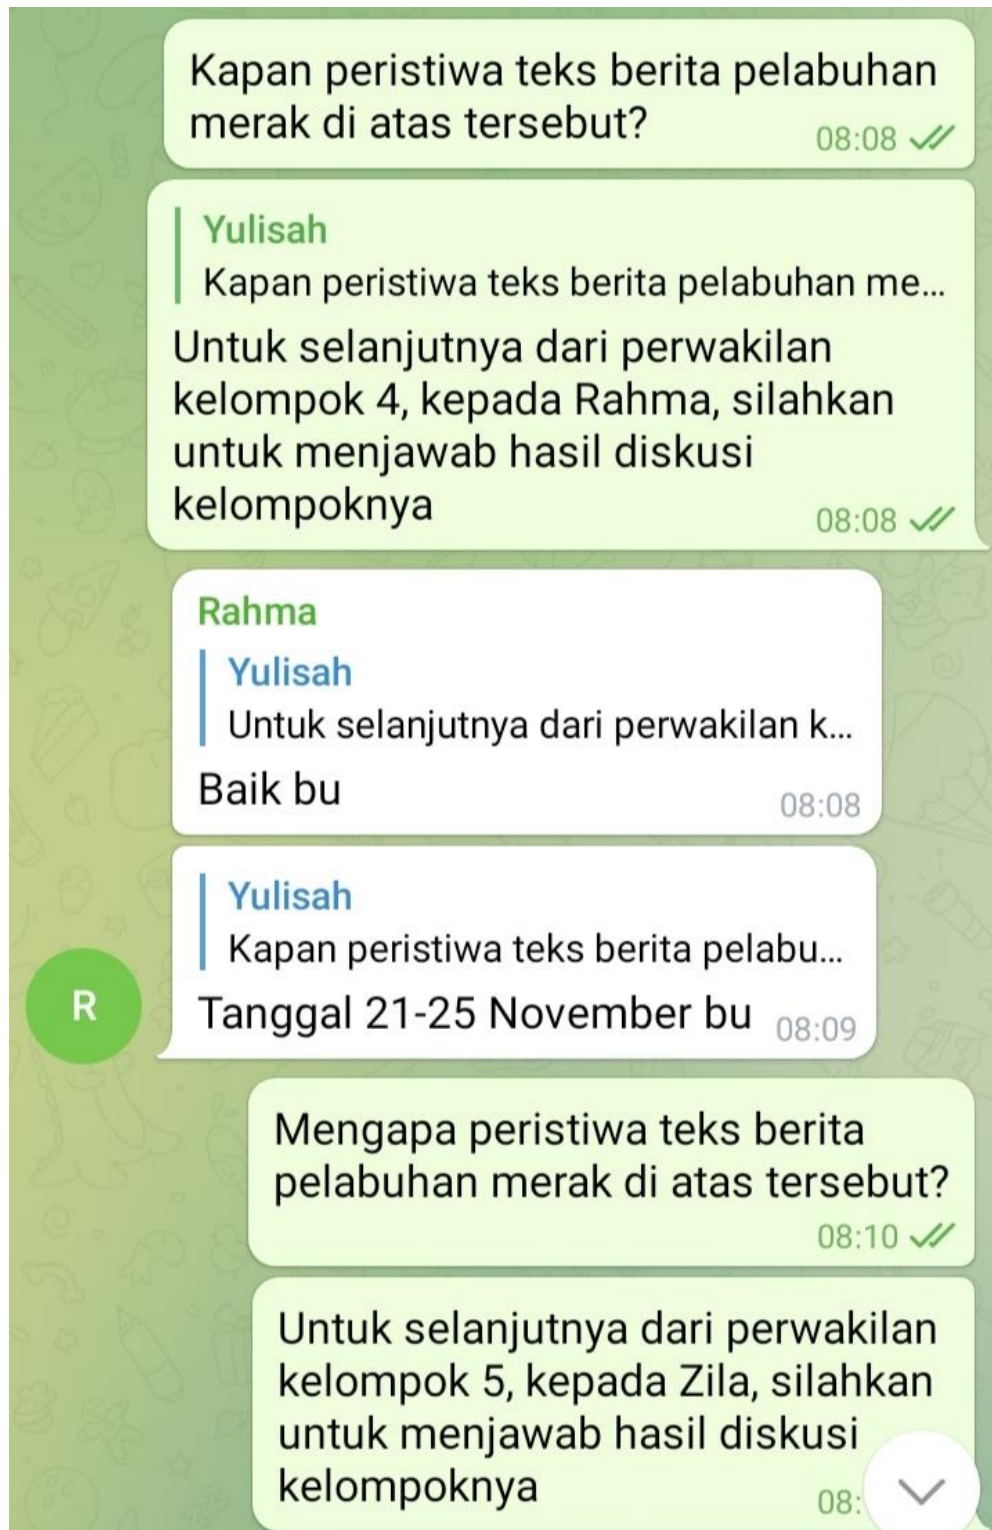 Kapan peristiwa teks berita pelabuhan
merak di atas tersebut?
08:08
Yulisah
Kapan peristiwa teks berita pelabuhan me...
Untuk selanjutnya dari perwakilan
kelompok 4, kepada Rahma, silahkan
untuk menjawab hasil diskusi
kelompoknya
08:08
Rahma
Yulisah
Untuk selanjutnya dari perwakilan k...
Baik bu
08:08
Yulisah
Kapan peristiwa teks berita pelabu...
R
Tanggal 21-25 November bu 08:09
Mengapa peristiwa teks berita
pelabuhan merak di atas tersebut?
08:10
Untuk selanjutnya dari perwakilan
kelompok 5, kepada Zila, silahkan
untuk menjawab hasil diskusi
kelompoknya
08: